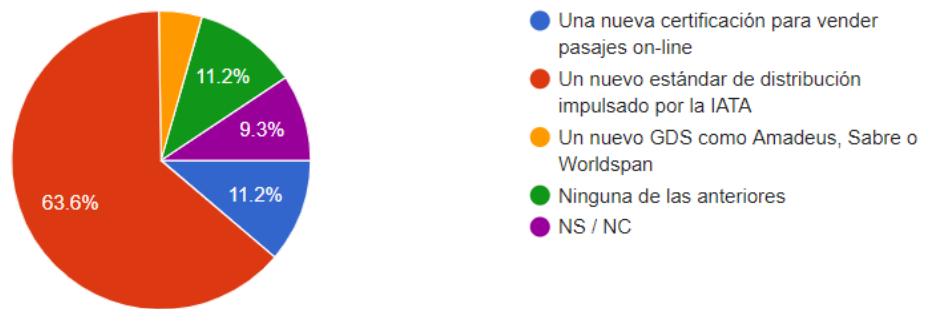 11.2%
9.3%
11.2%
63.6%
Una nueva certificación para vender
pasajes on-line
Un nuevo estándar de distribución
impulsado por la IATA
Un nuevo GDS como Amadeus, Sabre o
Worldspan
Ninguna de las anteriores
NS / NC